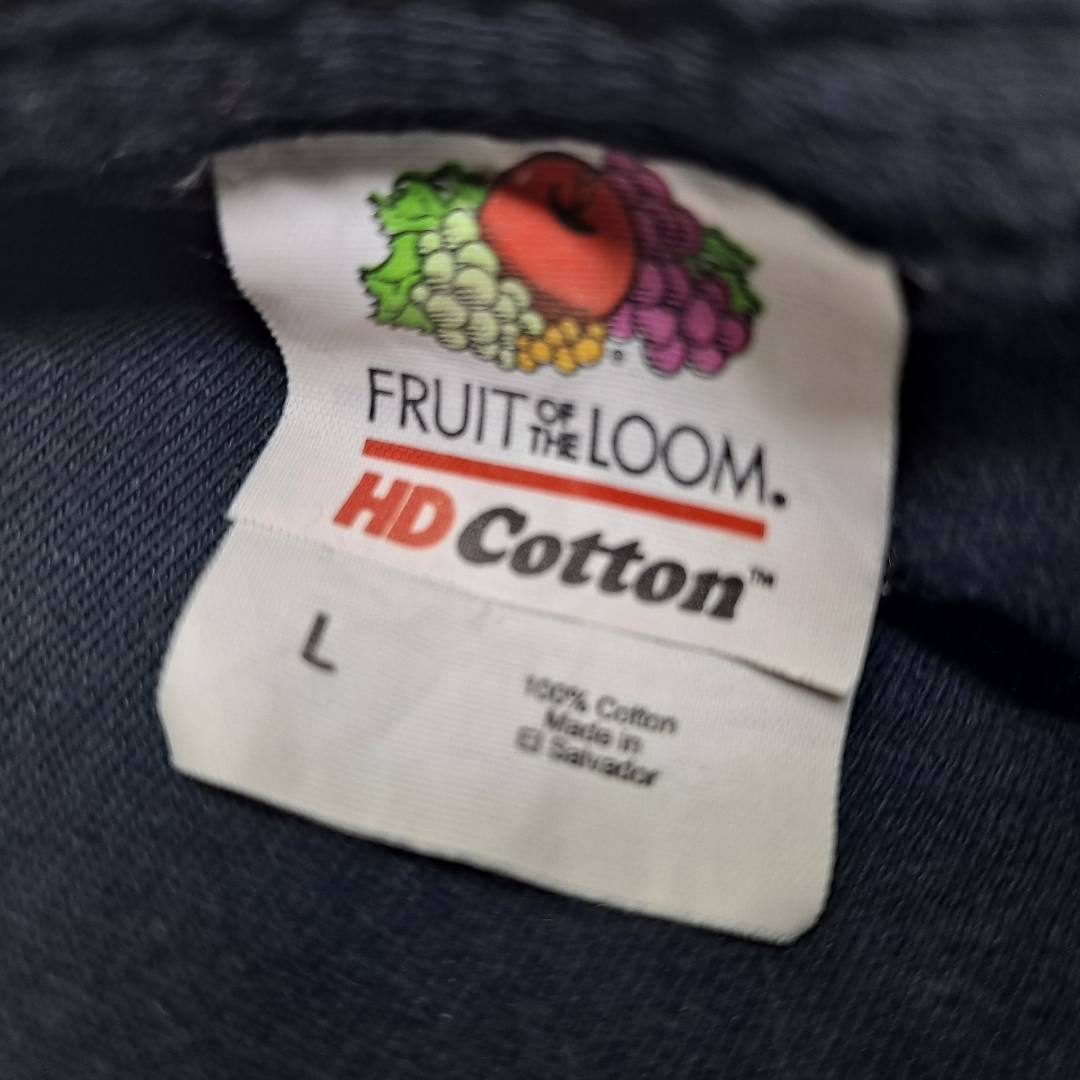 FRUIT OF THE LOOM.
HD Cotton™
L
100% Cotton
Made in
El Salvador